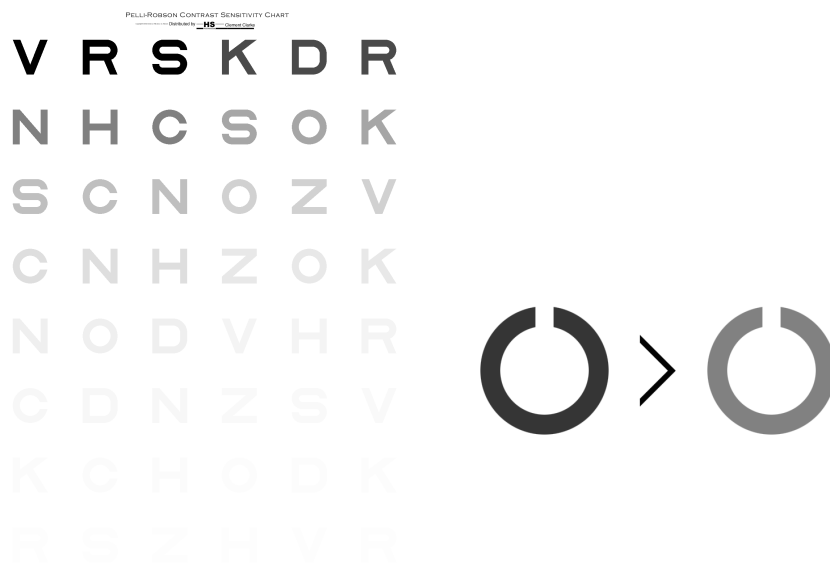 PELLI-ROBSON CONTRAST SENSITIVITY CHART
Distributed by HS Clement Clarke
V R S K D R
N H C S O K
S C N O Z V
C N H Z O K
N O D V H R
C D N Z S V
K C H O D K
R S Z H V R